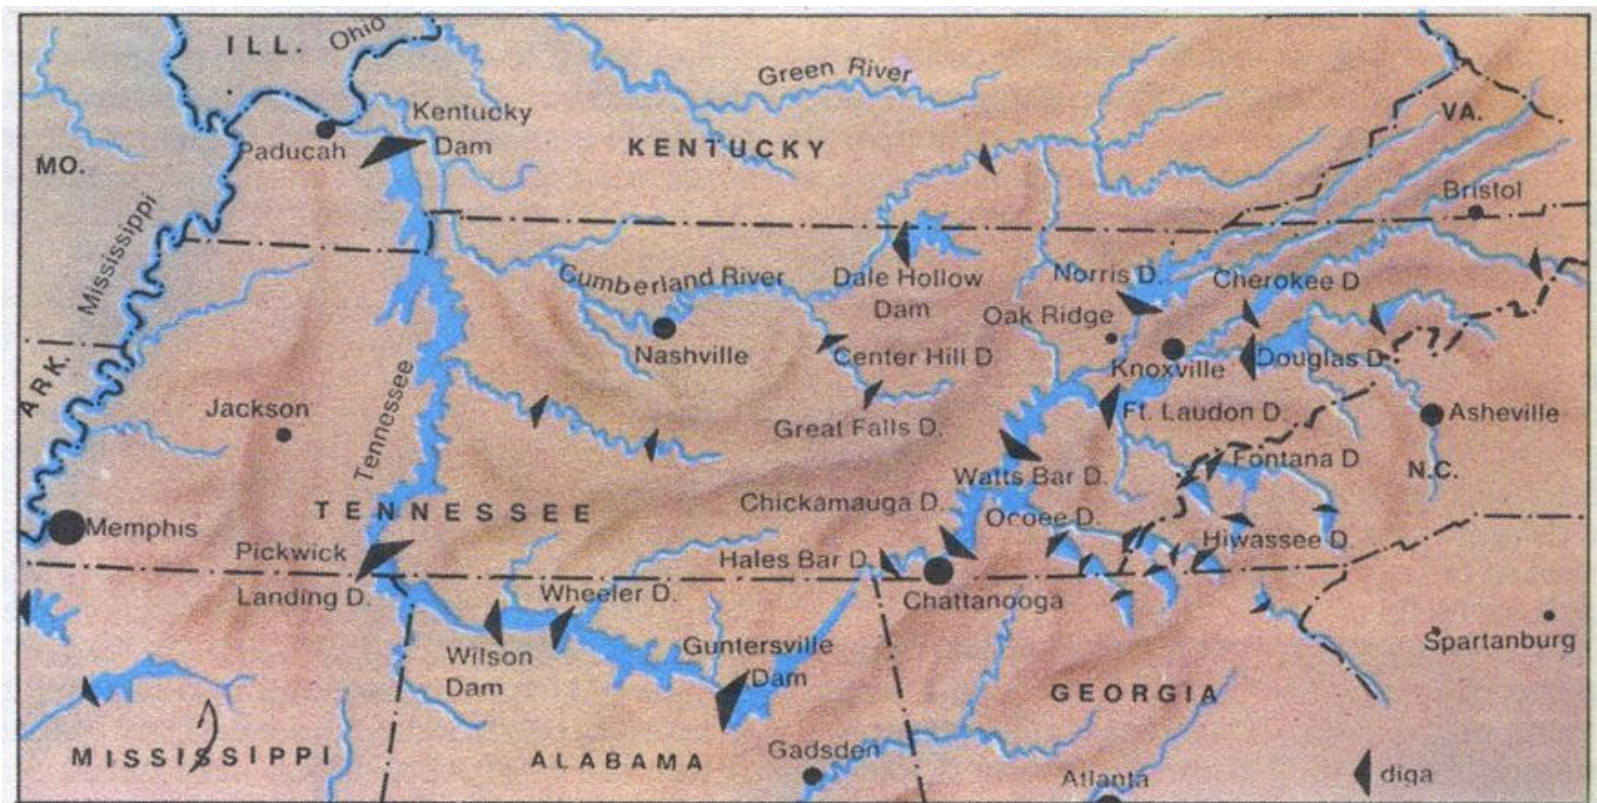 ILL.
Ohio
Green River
Kentucky
Dam
VA.
Paducah
KENTUCKY
MO.
Bristol
Mississippi
Cumberland River
Dale Hollow
Dam
Norris D.
Cherokee D
Oak Ridge
Nashville
Center Hill D
Knoxville
Douglas D
ARK.
Tennessee
Jackson
Great Falls D.
Ft. Laudon D
Asheville
Fontana D
N.C.
Watts Bar D.
Chickamauga D.
TENNESSEE
Ocoee D.
Memphis
Pickwick
Landing D.
Hales Bar D.
Hiwassee D
Wheeler D.
Chattanooga
Wilson
Dam
Guntersville
Dam
Spartanburg
GEORGIA
MISSISSIPPI
ALABAMA
Gadsden
Atlanta
diga